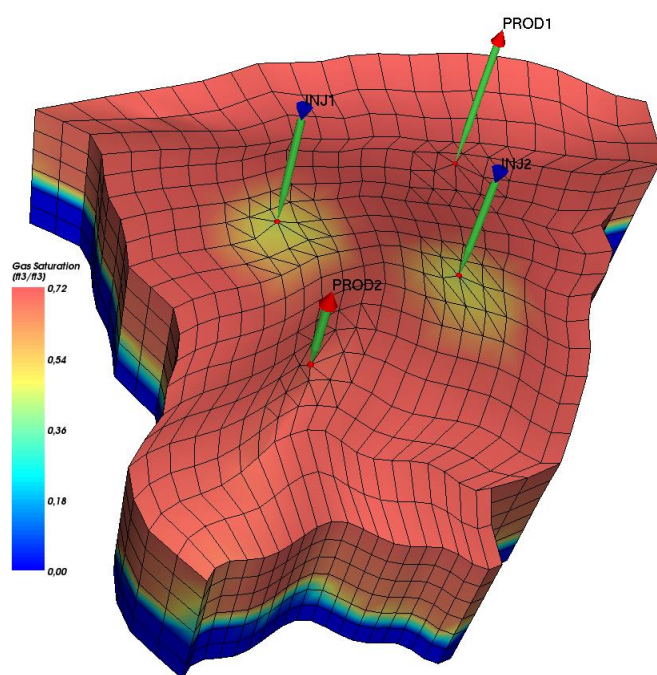 PROD1
INJ1
INJ2
Gas Saturation
(ft3/ft3)
0,72
PROD2
0,54
0,36
0,18
0,00